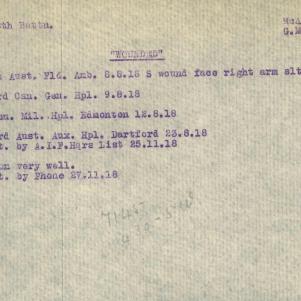 th Battn.
"WOUNDED"
Aust. Fld. Amb. 8.8.18 S wound face right arm slt
rd Can. Gen. Hpl. 9.8.18
Mil. Hpl. Edmonton 12.8.18
rd Aust. Aux. Hpl. Dartford 23.8.18
t. by A.I.F.Hqrs List 25.11.18
on very well.
t. by Phone 27.11.18